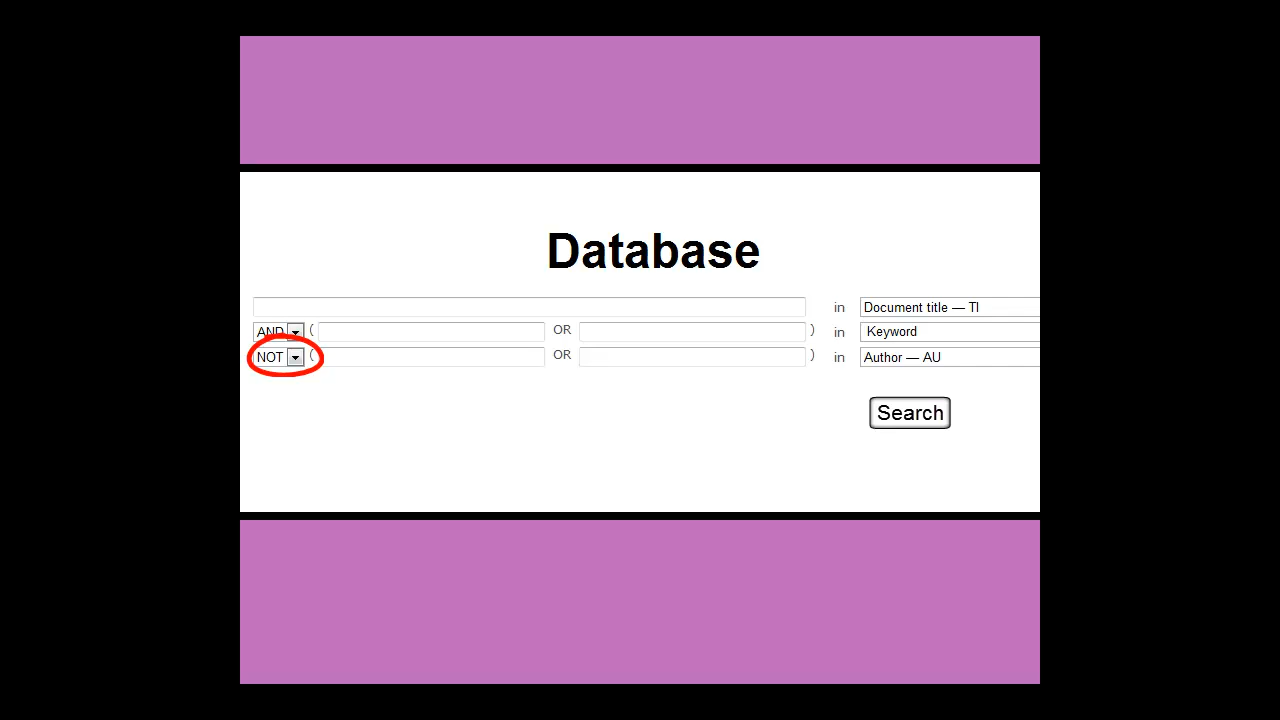 Database
in Document title — TI
AND ( OR ) in Keyword
NOT ( OR ) in Author — AU
Search